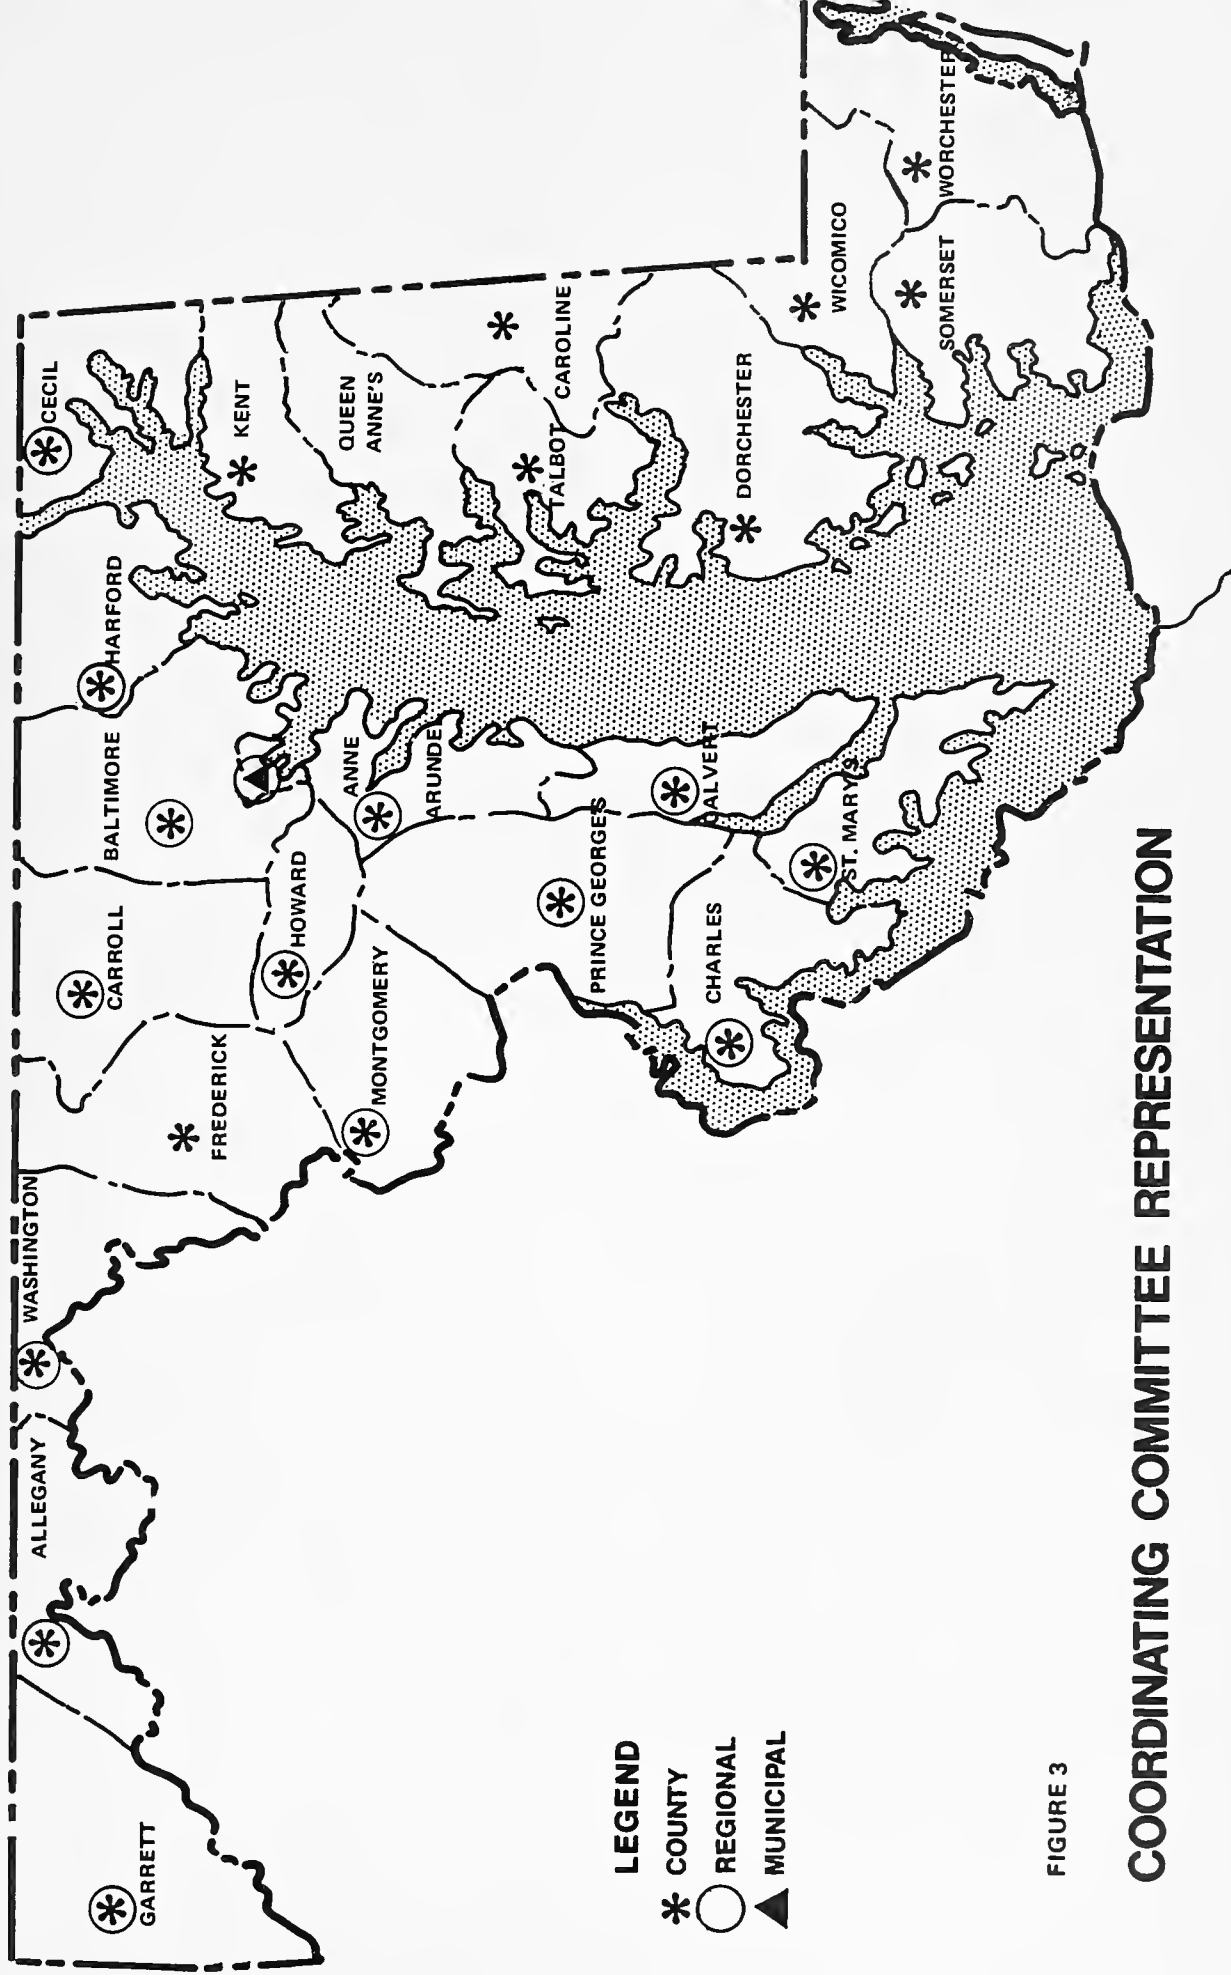 GARRETT
ALLEGANY
WASHINGTON
FREDERICK
CARROLL
BALTIMORE
HARFORD
CECIL
HOWARD
MONTGOMERY
ANNE
ARUNDEL
KENT
QUEEN
ANNE'S
PRINCE GEORGES
TALBOT
CAROLINE
CHARLES
CALVERT
ST. MARY'S
DORCHESTER
WICOMICO
SOMERSET
WORCHESTER
LEGEND
COUNTY
REGIONAL
MUNICIPAL
FIGURE 3
COORDINATING COMMITTEE REPRESENTATION